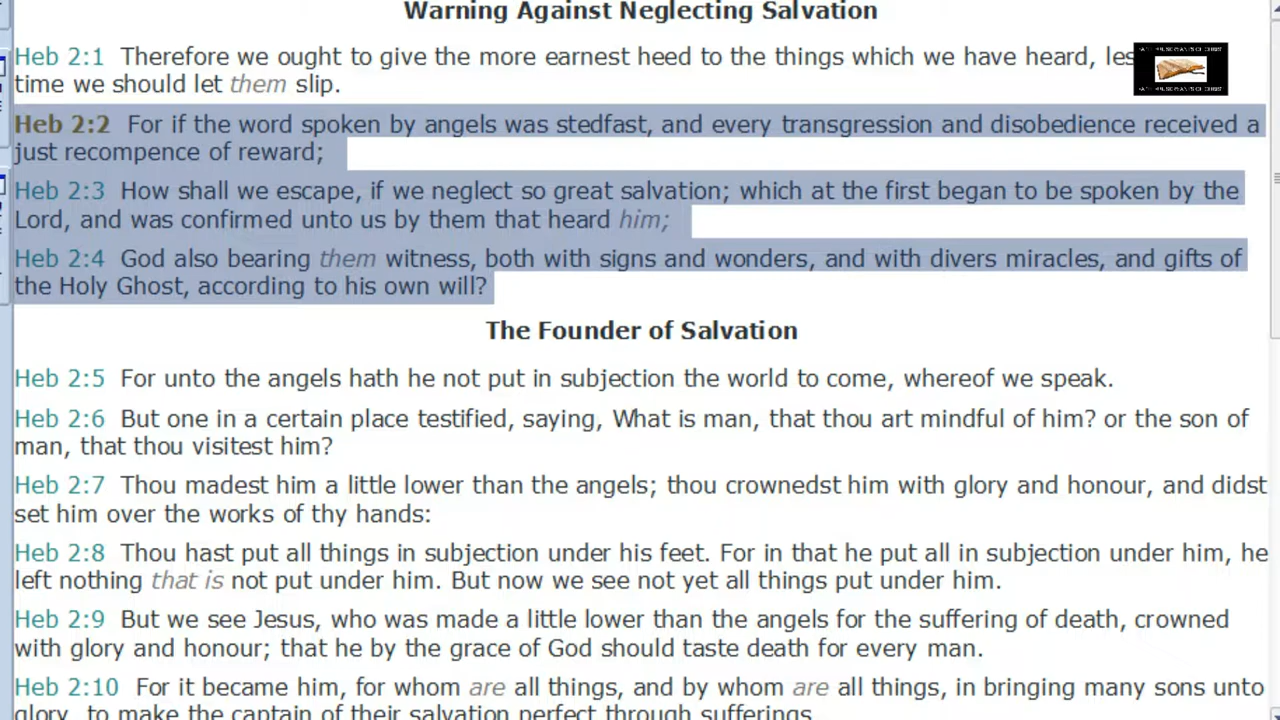 Warning Against Neglecting Salvation
Heb 2:1 Therefore we ought to give the more earnest heed to the things which we have heard,
time we should let them slip.
Heb 2:2 For if the word spoken by angels was stedfast, and every transgression and disobedience received a
just recompence of reward;
Heb 2:3 How shall we escape, if we neglect so great salvation; which at the first began to be spoken by the
Lord, and was confirmed unto us by them that heard him;
Heb 2:4 God also bearing them witness, both with signs and wonders, and with divers miracles, and gifts of
the Holy Ghost, according to his own will?
The Founder of Salvation
Heb 2:5 For unto the angels hath he not put in subjection the world to come, whereof we speak.
Heb 2:6 But one in a certain place testified, saying, What is man, that thou art mindful of him? or the son of
man, that thou visitest him?
Heb 2:7 Thou madest him a little lower than the angels; thou crownedst him with glory and honour, and didst
set him over the works of thy hands:
Heb 2:8 Thou hast put all things in subjection under his feet. For in that he put all in subjection under him, he
left nothing that is not put under him. But now we see not yet all things put under him.
Heb 2:9 But we see Jesus, who was made a little lower than the angels for the suffering of death, crowned
with glory and honour; that he by the grace of God should taste death for every man.
Heb 2:10 For it became him, for whom are all things, and by whom are all things, in bringing many sons unto
glory, to make the captain of their salvation perfect through sufferings.